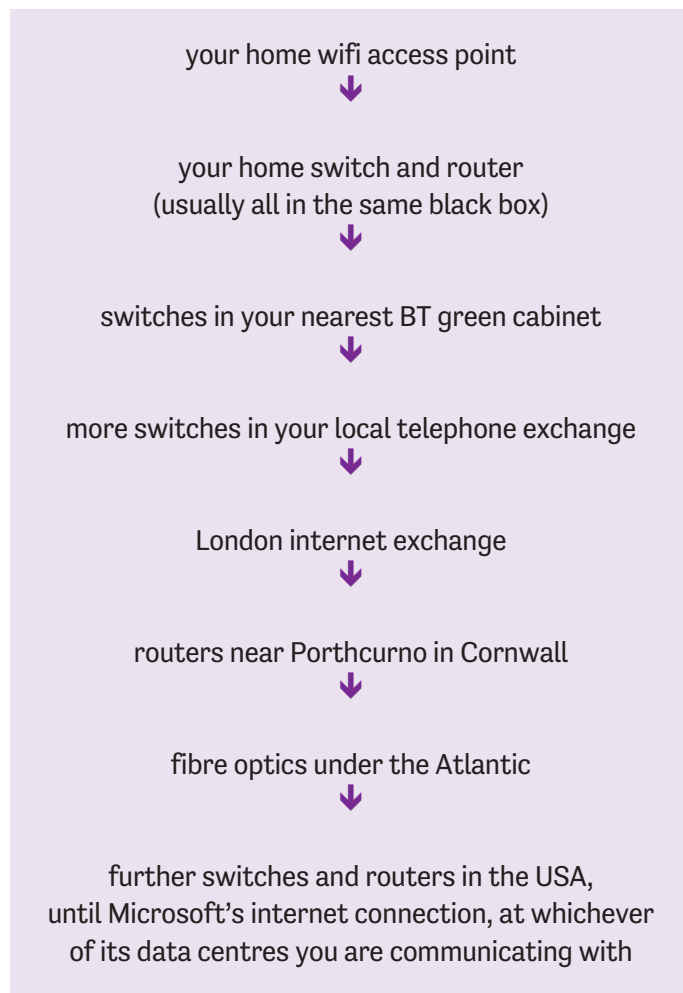 your home wifi access point
your home switch and router
(usually all in the same black box)
switches in your nearest BT green cabinet
more switches in your local telephone exchange
London internet exchange
routers near Porthcurno in Cornwall
fibre optics under the Atlantic
further switches and routers in the USA,
until Microsoft’s internet connection, at whichever
of its data centres you are communicating with